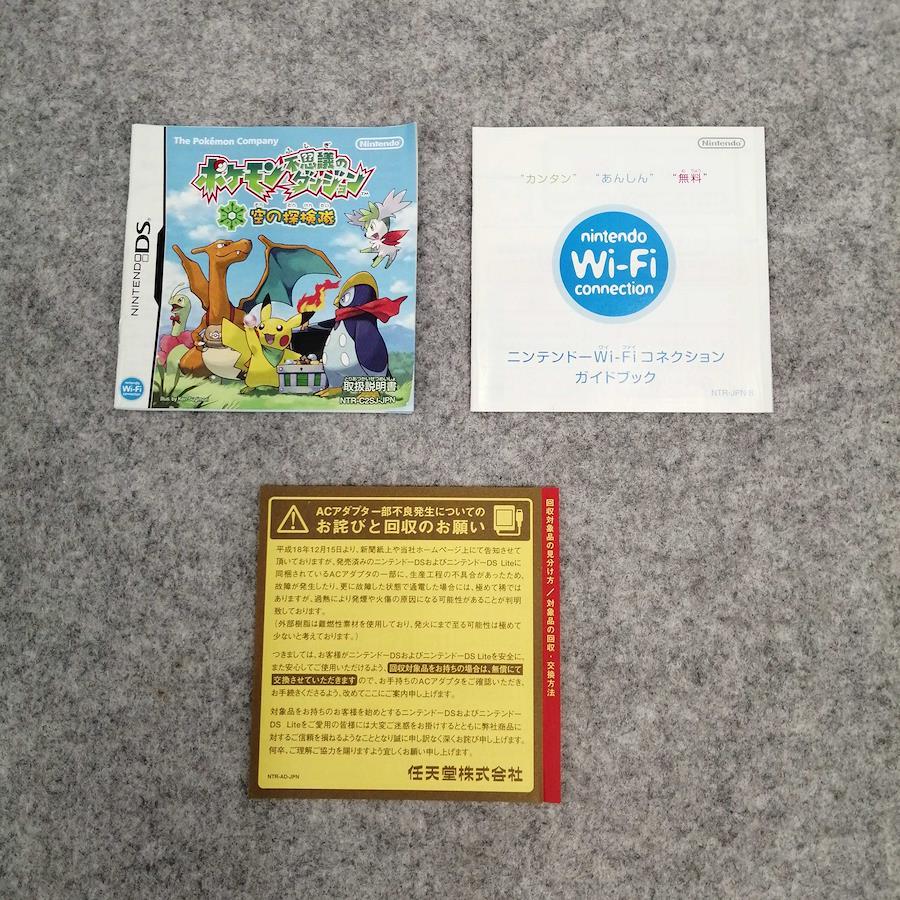 The Pokémon Company
Nintendo
ポケモン不思議のダンジョン
空の探検隊
NINTENDO DS
nintendo
Wi-Fi
connection
Illus. by Ken Sugimori
とりあつかいせつめいしょ
取扱説明書
NTR-C2SJ-JPN
Nintendo
"カンタン" "あんしん" "無料"
nintendo
Wi-Fi
connection
ニンテンドーWi-Fiコネクション
ガイドブック
NTR-JPN 8
ACアダプター部不良発生についての
お詫びと回収のお願い
平成18年12月15日より、新聞紙上や当社ホームページ上にて告知させて
頂いておりますが、発売済みのニンテンドーDSおよびニンテンドーDS Liteに
同梱されているACアダプタの一部に、生産工程の不具合があったため、
故障が発生したり、更に故障した状態で通電した場合には、極めて稀では
ありますが、過熱により発煙や火傷の原因になる可能性があることが判明
致しております。
(外部樹脂は難燃性素材を使用しており、発火にまで至る可能性は極めて
少ないと考えております。)
つきましては、お客様がニンテンドーDSおよびニンテンドーDS Liteを安全に、
また安心してご使用いただけるよう、回収対象品をお持ちの場合は、無償にて
交換させていただきますので、お手持ちのACアダプタをご確認いただき、
お手続きくださるよう、改めてここにご案内申し上げます。
対象品をお持ちのお客様を始めとするニンテンドーDSおよびニンテンドー
DS Liteをご愛用の皆様には大変ご迷惑をお掛けするとともに弊社商品に
対するご信頼を損ねるようなこととなり誠に申し訳なく深くお詫び申し上げます。
何卒、ご理解ご協力を賜りますよう宜しくお願い申し上げます。
NTR-AD-JPN
任天堂株式会社
回収対象品の見分け方/対象品の回収・交換方法